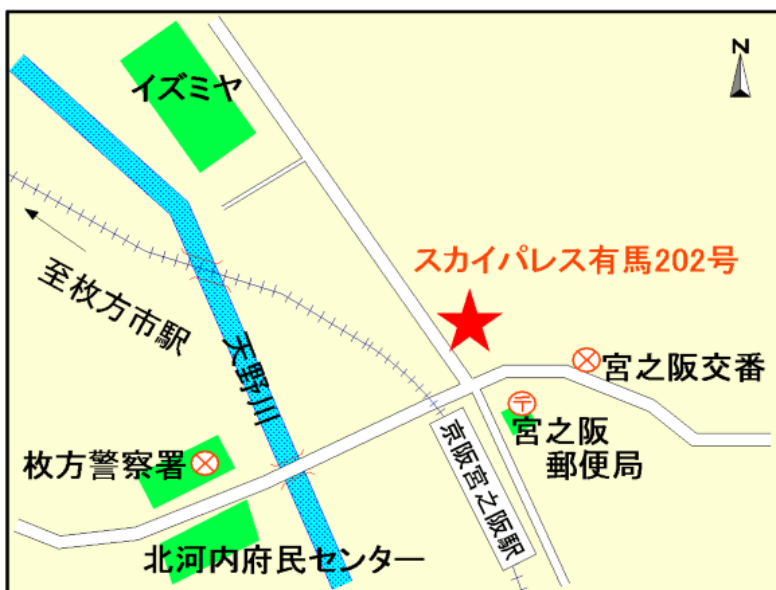 N
イズミヤ
スカイパレス有馬202号
至枚方市駅
天野川
宮之阪交番
〒
宮之阪
郵便局
枚方警察署
京阪宮之阪駅
北河内府民センター